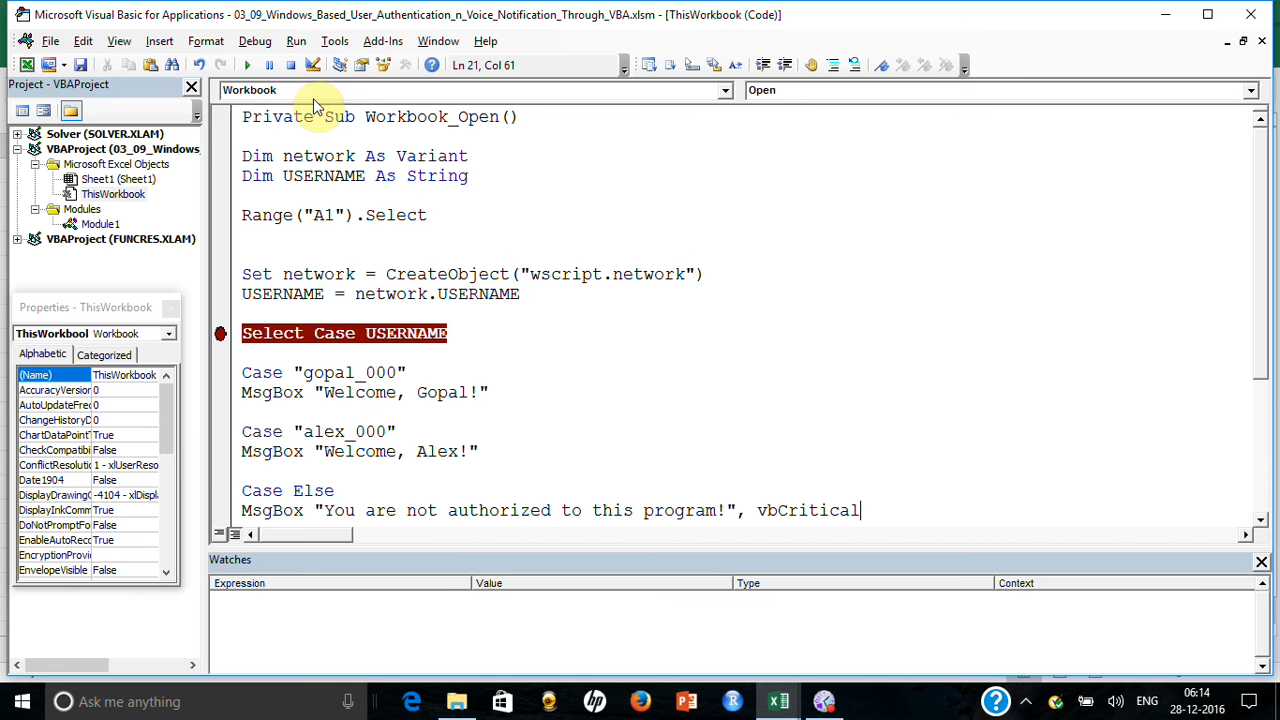 Microsoft Visual Basic for Applications - 03_09_Windows_Based_User_Authentication_n_Voice_Notification_Through_VBA.xlsm - [ThisWorkbook (Code)]
File Edit View Insert Format Debug Run Tools Add-Ins Window Help
Ln 21, Col 61
Project - VBAProject
Workbook
Open
Solver (SOLVER.XLAM)
VBAProject (03_09_Windows_
Microsoft Excel Objects
Sheet1 (Sheet1)
ThisWorkbook
Modules
Module1
VBAProject (FUNCRES.XLAM)
Private Sub Workbook_Open()
Dim network As Variant
Dim USERNAME As String
Range("A1").Select
Set network = CreateObject("wscript.network")
USERNAME = network.USERNAME
Select Case USERNAME
Case "gopal_000"
MsgBox "Welcome, Gopal!"
Case "alex_000"
MsgBox "Welcome, Alex!"
Case Else
MsgBox "You are not authorized to this program!", vbCritical
Properties - ThisWorkbook
ThisWorkbool Workbook
Alphabetic Categorized
(Name) ThisWorkbook
AccuracyVersior 0
AutoUpdateFrec 0
ChangeHistoryD 0
ChartDataPoint True
CheckCompatibi False
ConflictResoluti 1 - xlUserReso
Date1904 False
DisplayDrawing -4104 - xlDispl
DisplayInkComm True
DoNotPromptFo False
EnableAutoReco True
EncryptionProvi
EnvelopeVisible False
Watches
Expression Value Type Context
Ask me anything
hp
R
ENG
06:14
28-12-2016